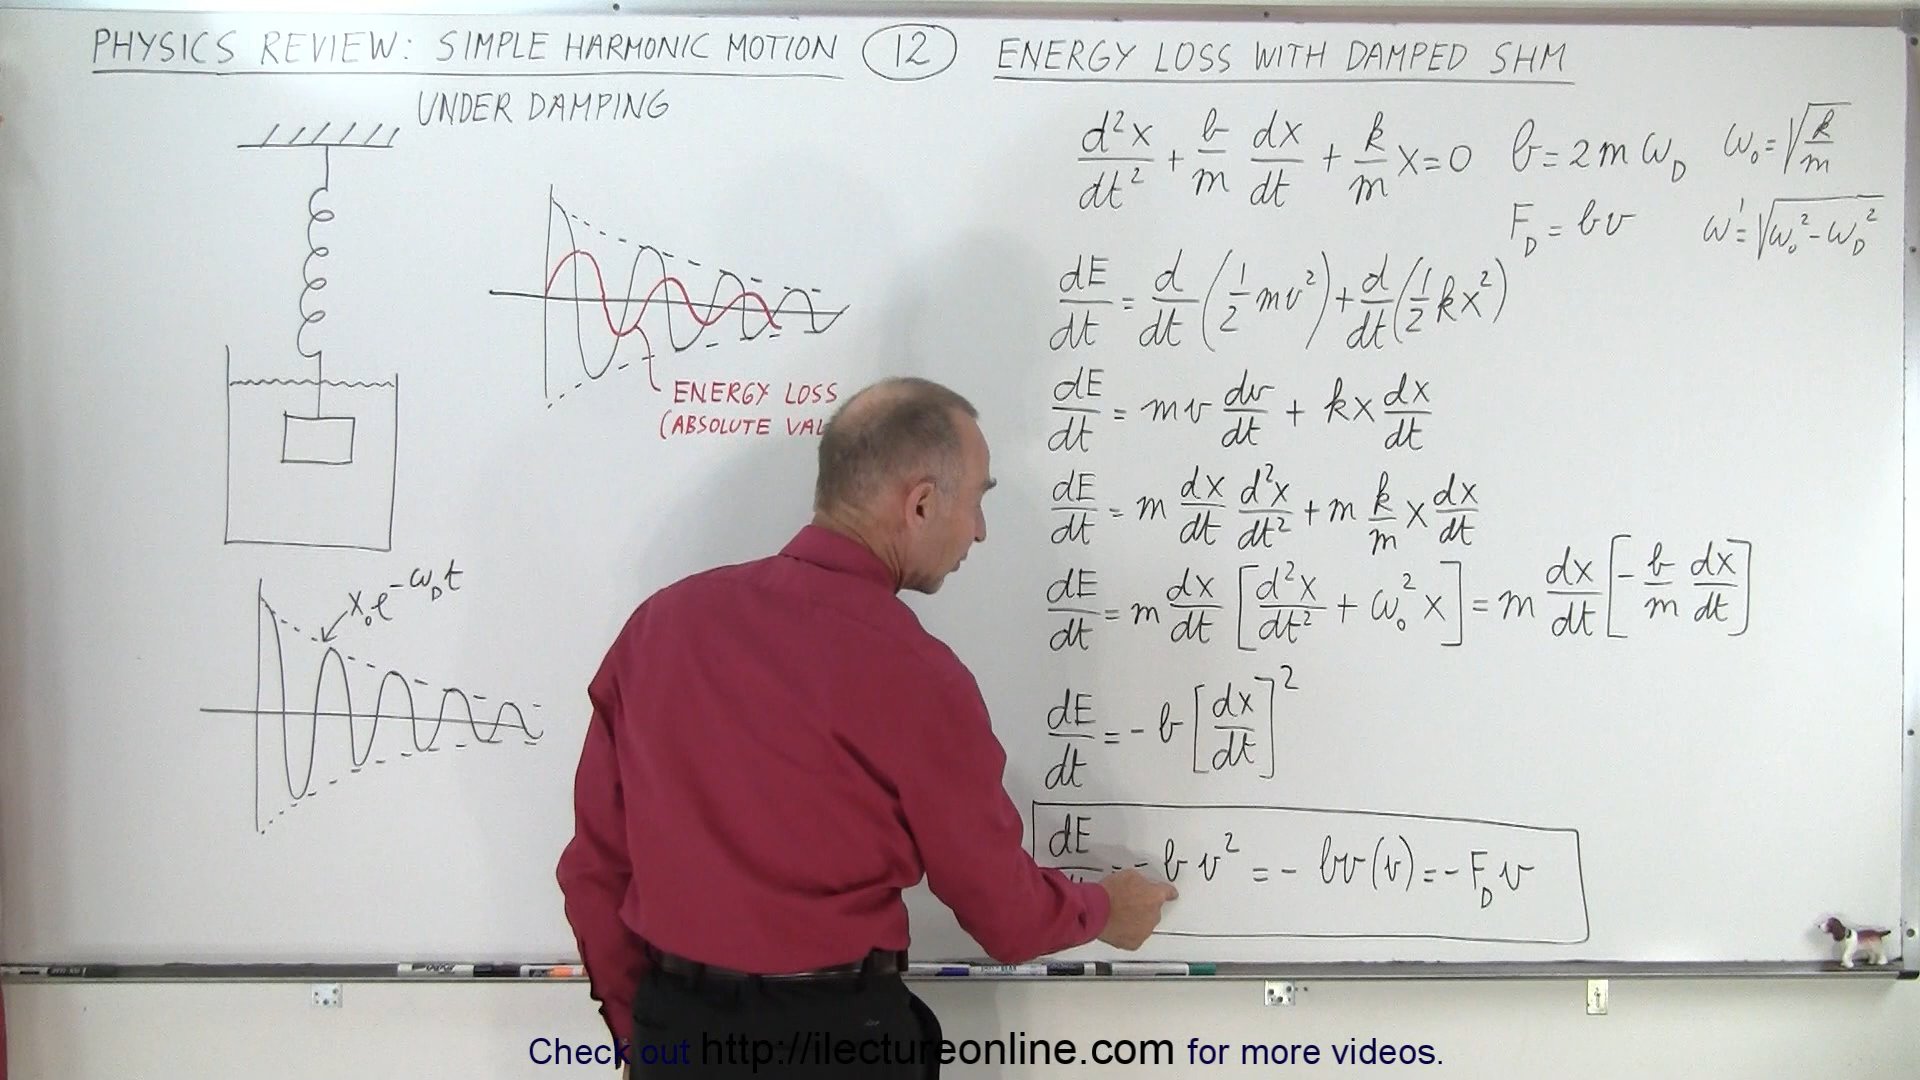 PHYSICS REVIEW: SIMPLE HARMONIC MOTION (12) ENERGY LOSS WITH DAMPED SHM
UNDER DAMPING
ENERGY LOSS
(ABSOLUTE
x₀e^(-ω_D t)
d²x/dt² + b/m dx/dt + k/m x = 0 b = 2mω_D ω₀ = √(k/m)
F_D = bv ω' = √(ω₀² - ω_D²)
dE/dt = d/dt (1/2 mv²) + d/dt (1/2 kx²)
dE/dt = mv dv/dt + kx dx/dt
dE/dt = m dx/dt d²x/dt² + m k/m x dx/dt
dE/dt = m dx/dt [d²x/dt² + ω₀² x] = m dx/dt [-b/m dx/dt]
dE/dt = -b [dx/dt]²
dE/dt = -bv² = -bv(v) = -F_D v
Check out http://ilectureonline.com for more videos.